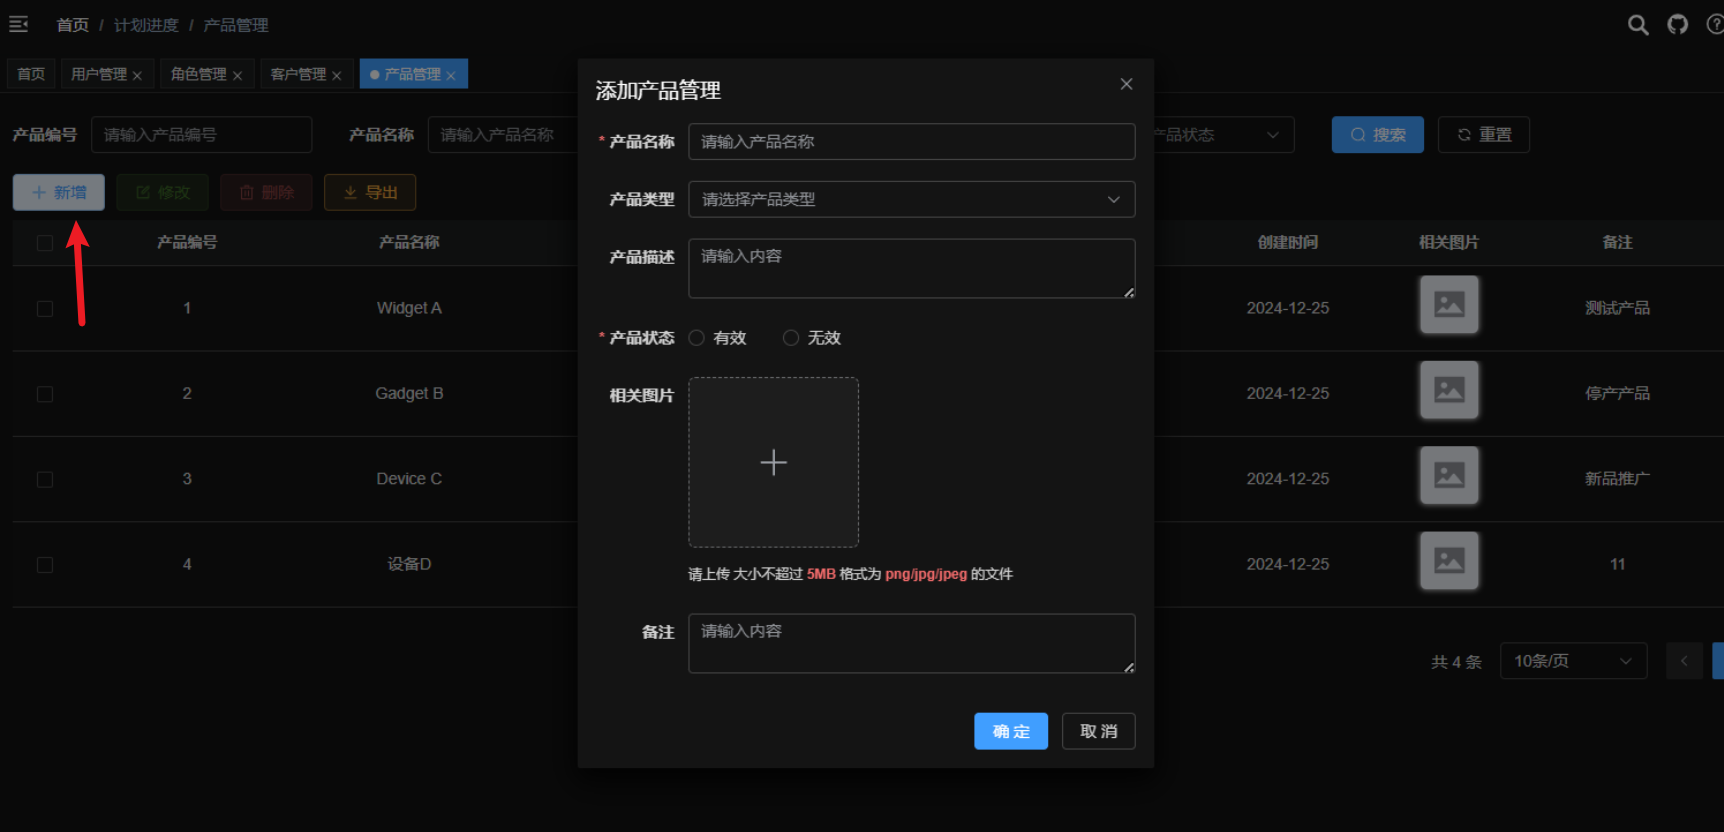 首页 / 计划进度 / 产品管理
首页 用户管理 角色管理 客户管理 产品管理
产品编号 请输入产品编号 产品名称 请输入产品名称 产品状态 搜索 重置
新增 修改 删除 导出
产品编号 产品名称 创建时间 相关图片 备注
1 Widget A 2024-12-25 测试产品
2 Gadget B 2024-12-25 停产产品
3 Device C 2024-12-25 新品推广
4 设备D 2024-12-25 11
共 4 条 10条/页
添加产品管理
* 产品名称 请输入产品名称
产品类型 请选择产品类型
产品描述 请输入内容
* 产品状态 有效 无效
相关图片
请上传 大小不超过 5MB 格式为 png/jpg/jpeg 的文件
备注 请输入内容
确 定 取 消